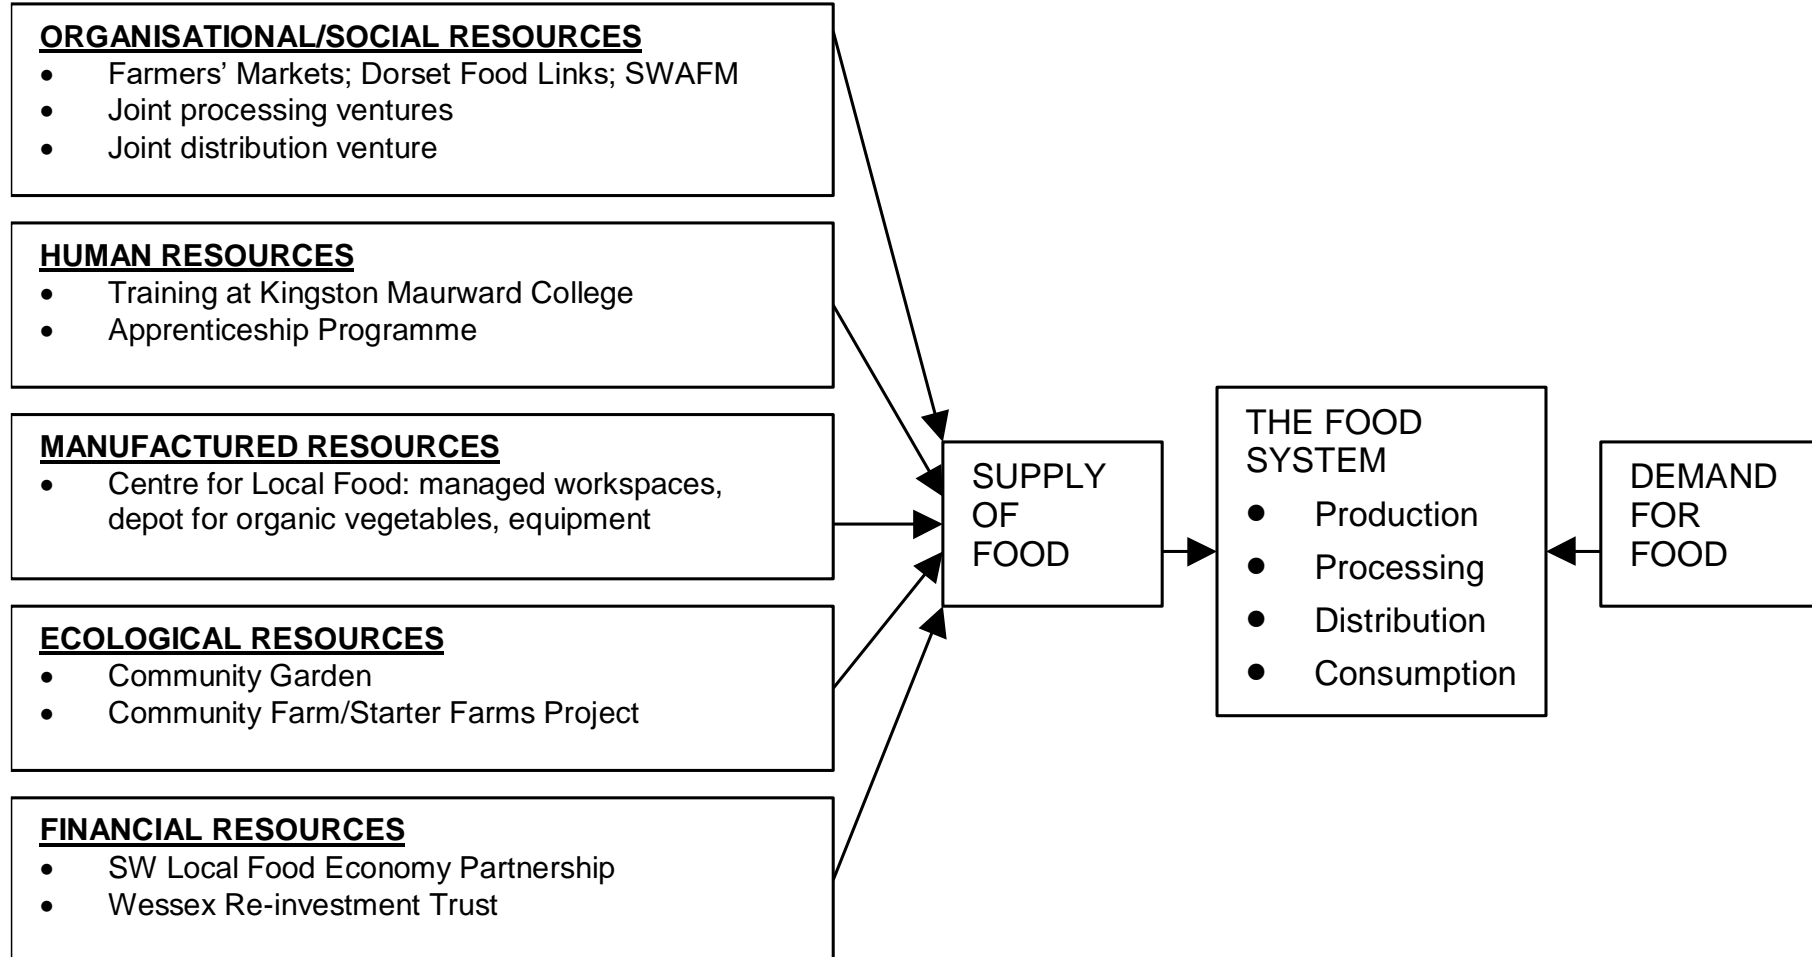 ORGANISATIONAL/SOCIAL RESOURCES
• Farmers’ Markets; Dorset Food Links; SWAFM
• Joint processing ventures
• Joint distribution venture
HUMAN RESOURCES
• Training at Kingston Maurward College
• Apprenticeship Programme
MANUFACTURED RESOURCES
• Centre for Local Food: managed workspaces,
depot for organic vegetables, equipment
ECOLOGICAL RESOURCES
• Community Garden
• Community Farm/Starter Farms Project
FINANCIAL RESOURCES
• SW Local Food Economy Partnership
• Wessex Re-investment Trust
SUPPLY
OF
FOOD
THE FOOD
SYSTEM
• Production
• Processing
• Distribution
• Consumption
DEMAND
FOR
FOOD